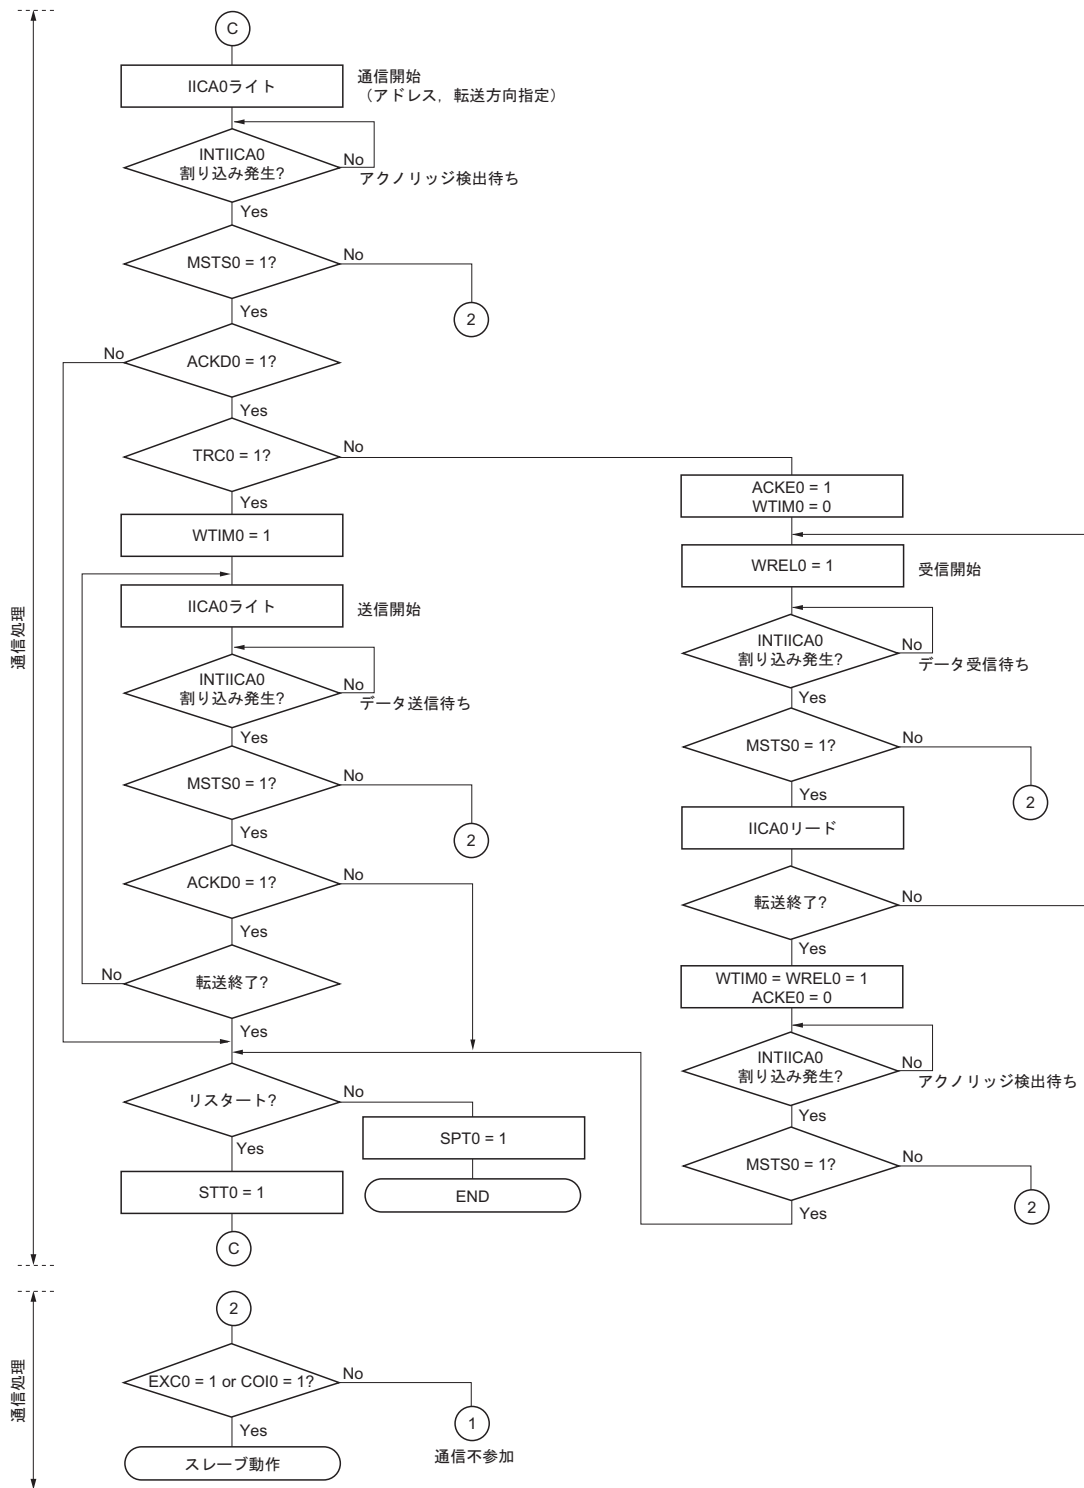 C
IICA0ライト
通信開始
（アドレス，転送方向指定）
INTIICA0
割り込み発生?
No
アクノリッジ検出待ち
Yes
MSTS0 = 1?
No
2
Yes
ACKD0 = 1?
No
Yes
TRC0 = 1?
No
Yes
WTIM0 = 1
IICA0ライト
送信開始
INTIICA0
割り込み発生?
No
データ送信待ち
Yes
MSTS0 = 1?
No
2
Yes
ACKD0 = 1?
No
Yes
転送終了?
No
Yes
リスタート?
No
SPT0 = 1
END
Yes
STT0 = 1
C
ACKE0 = 1
WTIM0 = 0
WREL0 = 1
受信開始
INTIICA0
割り込み発生?
No
データ受信待ち
Yes
MSTS0 = 1?
No
2
Yes
IICA0リード
転送終了?
No
Yes
WTIM0 = WREL0 = 1
ACKE0 = 0
INTIICA0
割り込み発生?
No
アクノリッジ検出待ち
Yes
MSTS0 = 1?
No
2
Yes
通信処理
2
EXC0 = 1 or COI0 = 1?
No
1
通信不参加
Yes
スレーブ動作
通信処理